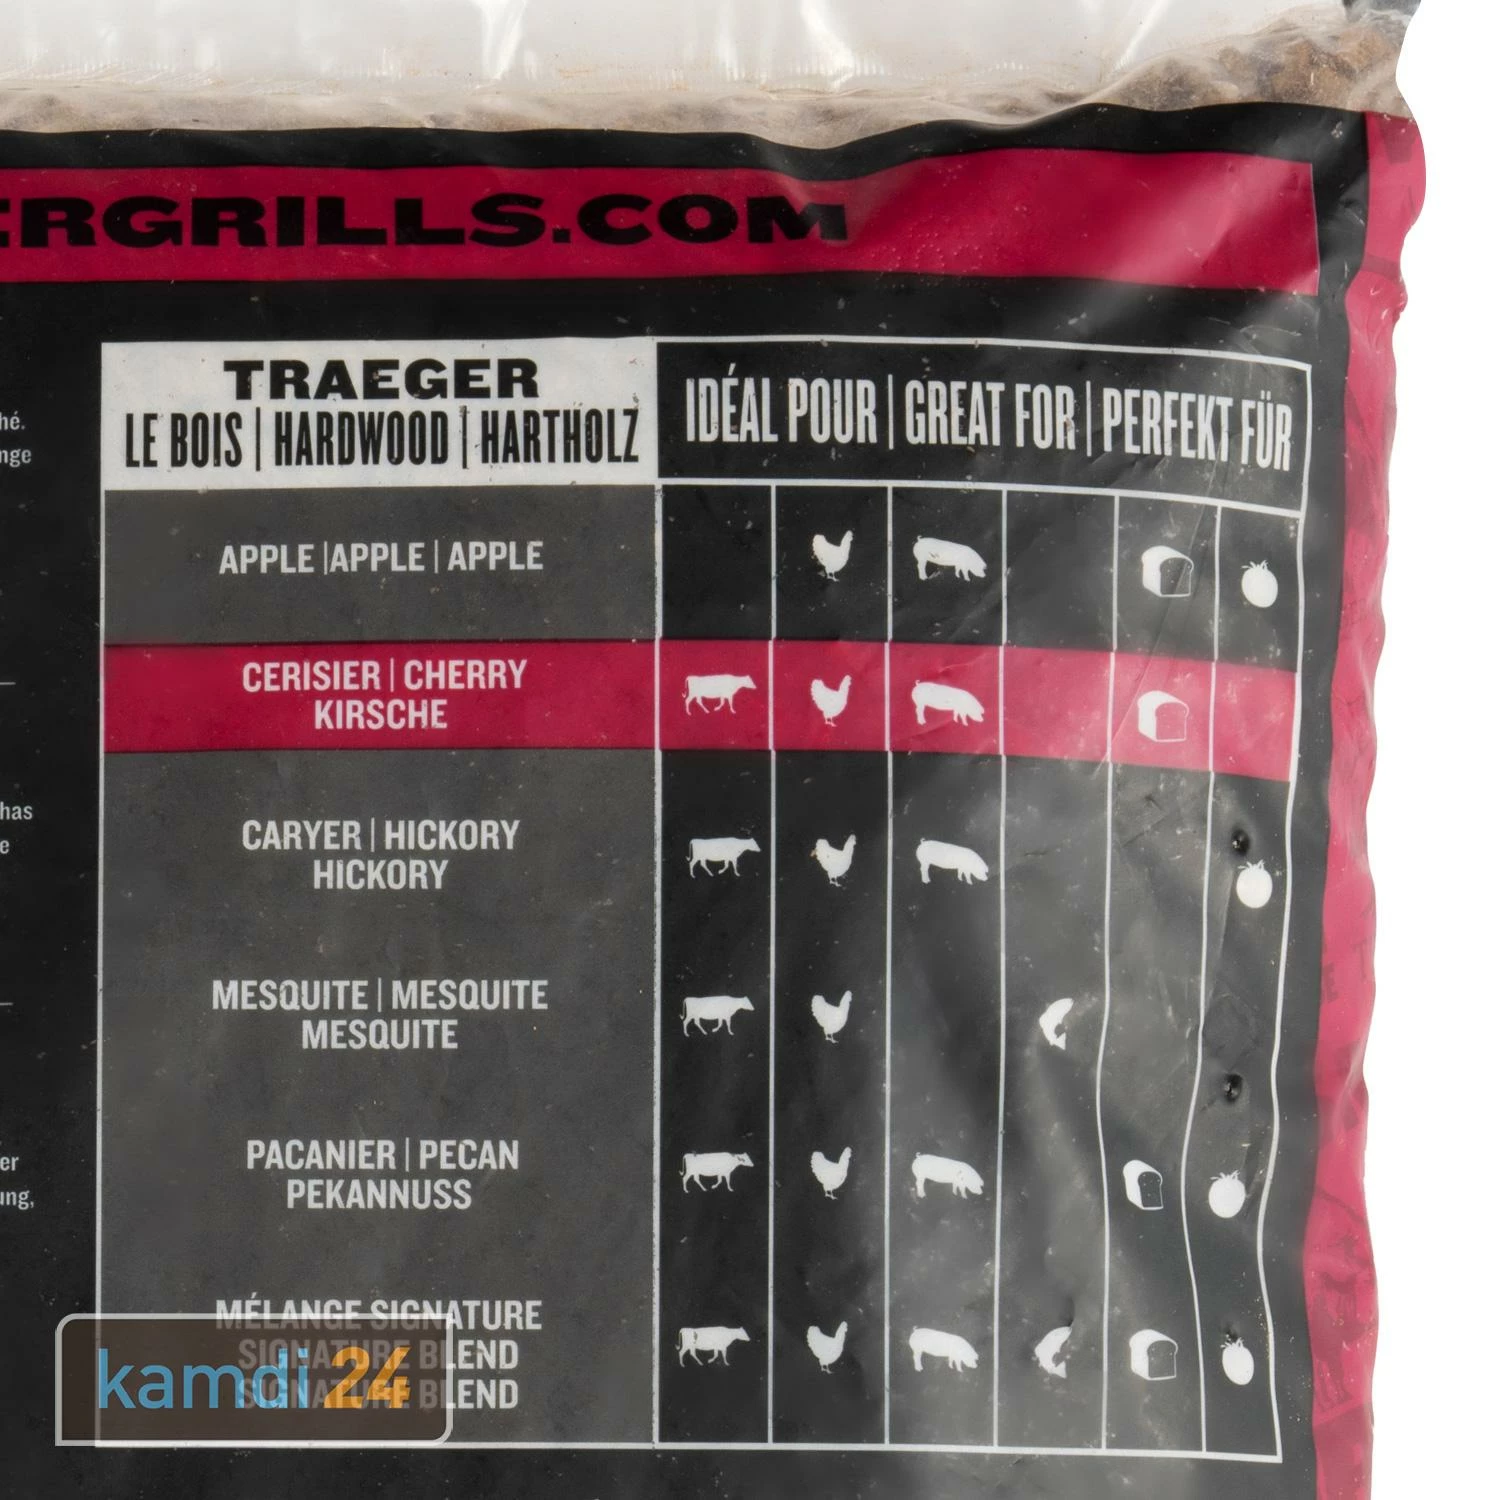 ERGRILLS.COM
TRAEGER
LE BOIS | HARDWOOD | HARTHOLZ
IDÉAL POUR | GREAT FOR | PERFEKT FÜR
hé.
nge
APPLE |APPLE | APPLE
CERISIER | CHERRY
KIRSCHE
has
e
CARYER | HICKORY
HICKORY
MESQUITE | MESQUITE
MESQUITE
er
ung,
PACANIER | PECAN
PEKANNUSS
MÉLANGE SIGNATURE
SIGNATURE BLEND
SIGNATURE BLEND
kamdi24